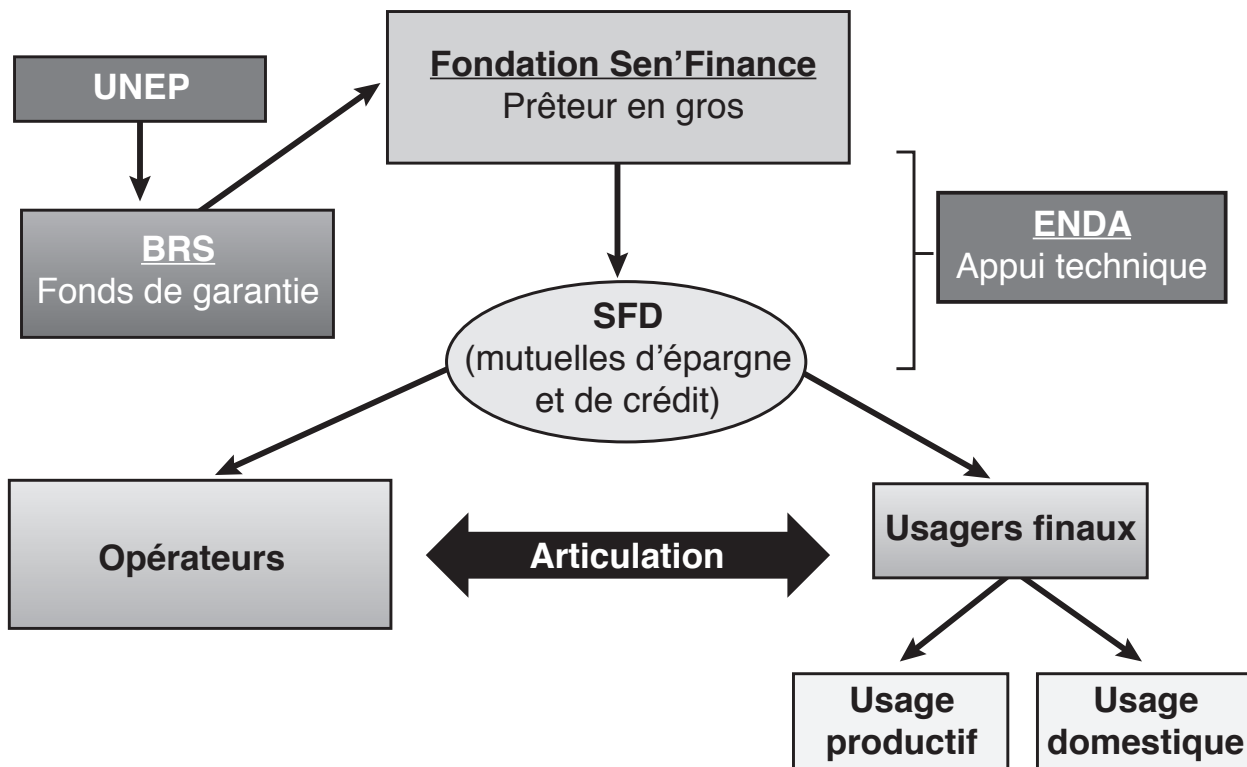 UNEP
Fondation Sen’Finance
Prêteur en gros
BRS
Fonds de garantie
ENDA
Appui technique
SFD
(mutuelles d’épargne
et de crédit)
Opérateurs
Articulation
Usagers finaux
Usage
productif
Usage
domestique